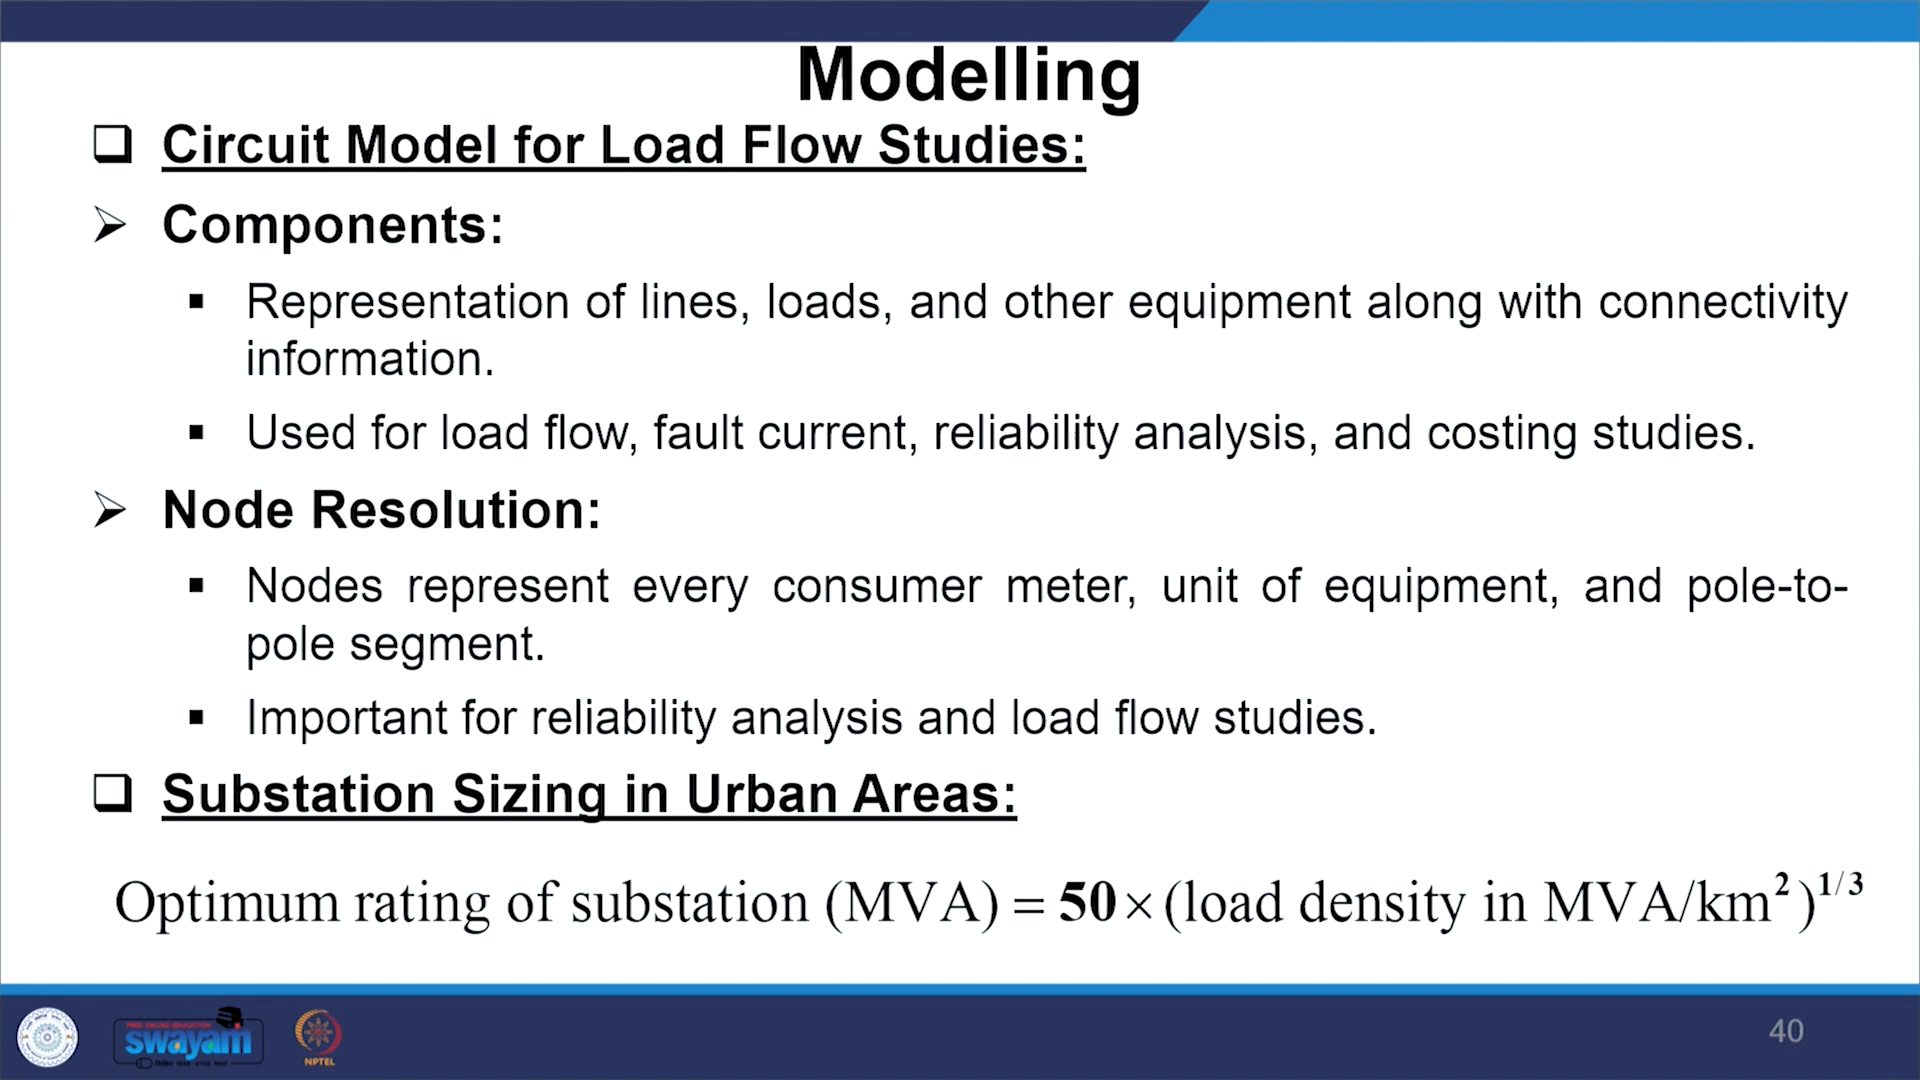 Modelling
Circuit Model for Load Flow Studies:
Components:
Representation of lines, loads, and other equipment along with connectivity
information.
Used for load flow, fault current, reliability analysis, and costing studies.
Node Resolution:
Nodes represent every consumer meter, unit of equipment, and pole-to-
pole segment.
Important for reliability analysis and load flow studies.
Substation Sizing in Urban Areas:
Optimum rating of substation (MVA) = 50 × (load density in MVA/km²)^1/3
FREE ONLINE EDUCATION
swayam
NPTEL
40